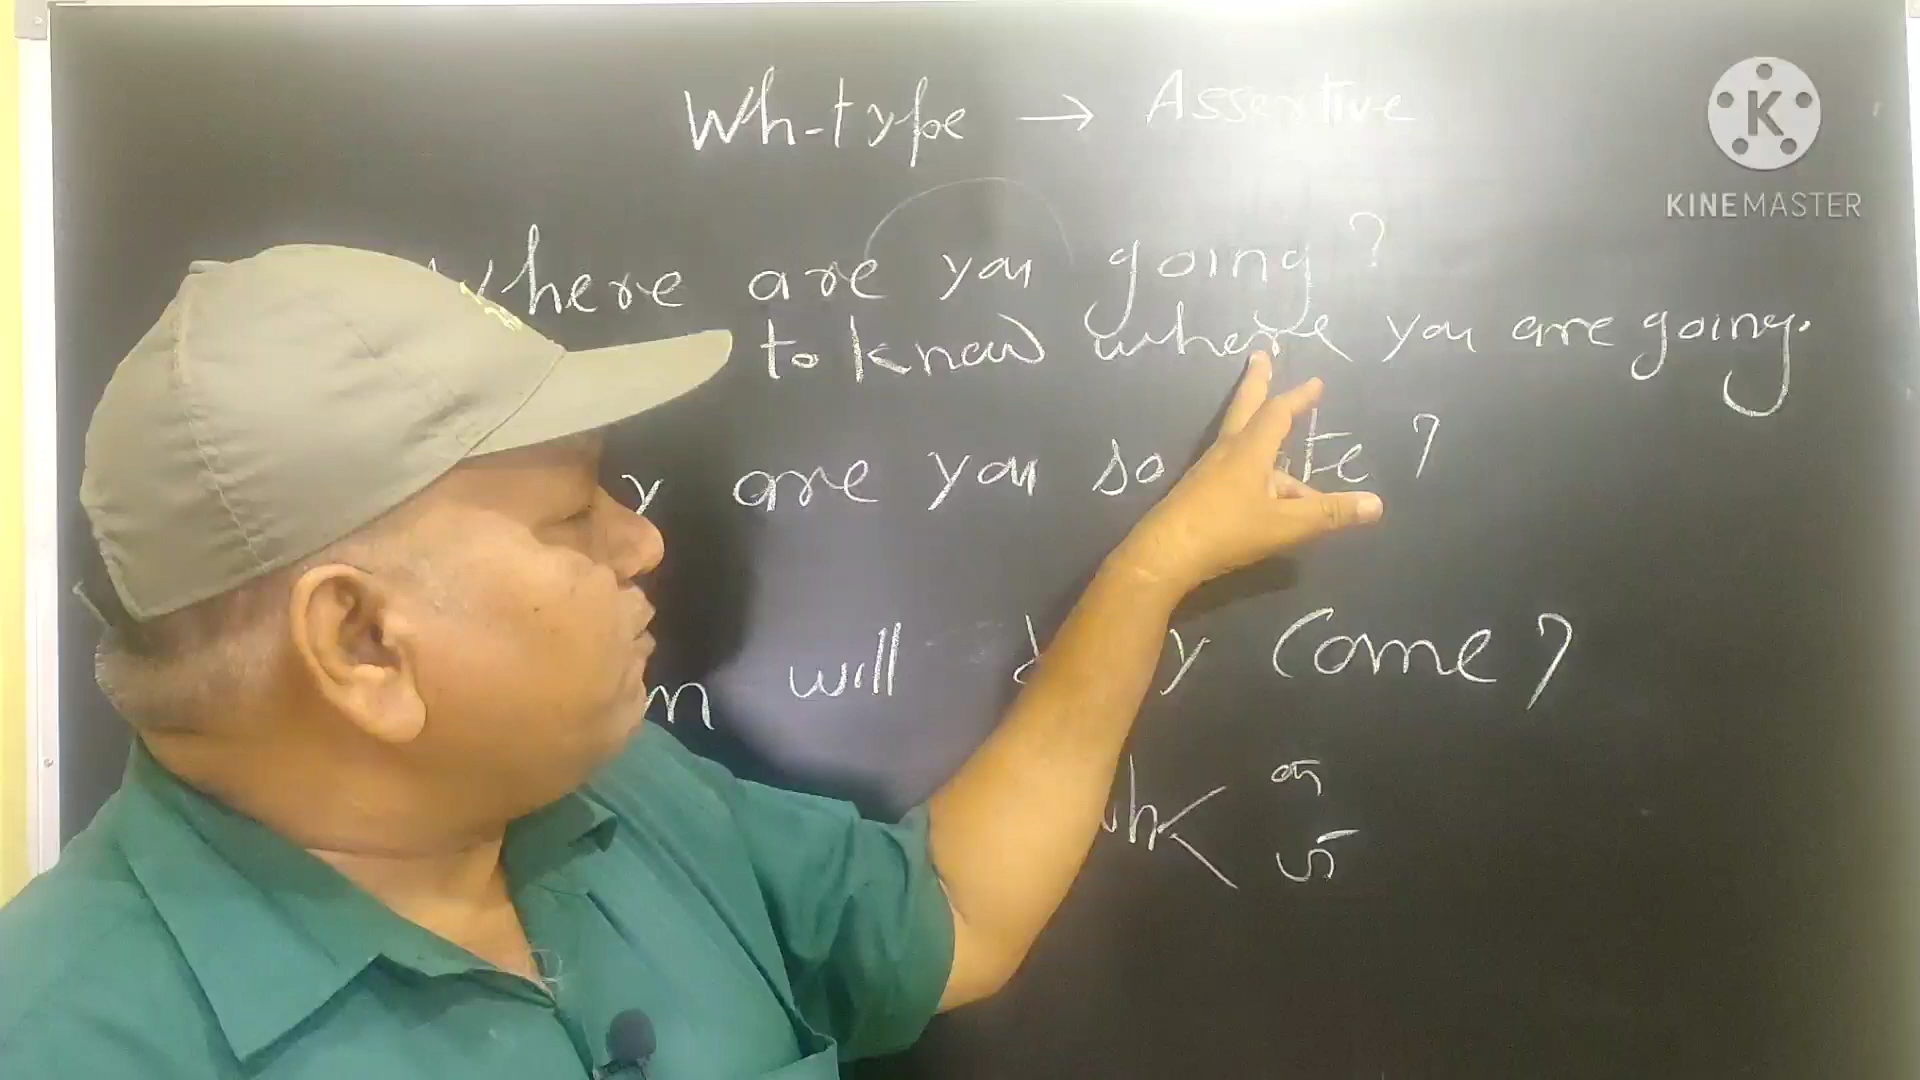 Wh-type → Assertive
K
KINEMASTER
Where are you going?
to know where you are going.
are you so late?
will they come?